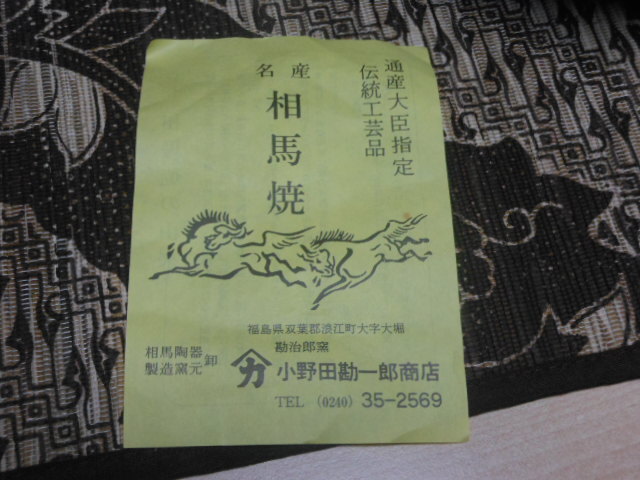 通産大臣指定
伝統工芸品
名産
相馬焼
福島県双葉郡浪江町大字大堀
勘治郎窯
相馬陶器
製造窯元
卸
小野田勘一郎商店
TEL (0240) 35-2569